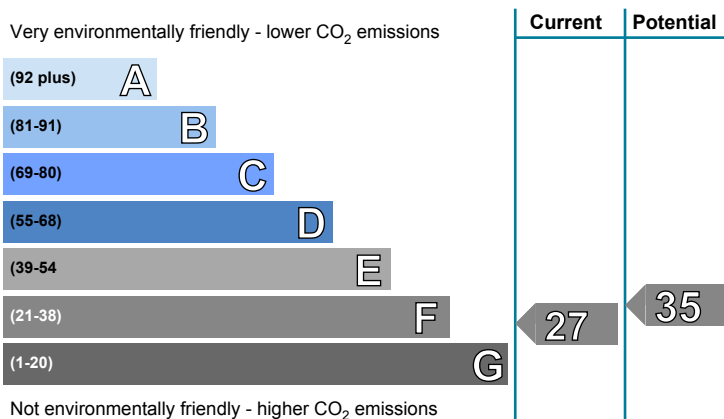 Very environmentally friendly - lower CO2 emissions
Current
Potential
(92 plus) A
(81-91) B
(69-80) C
(55-68) D
(39-54 E
(21-38) F
27
35
(1-20) G
Not environmentally friendly - higher CO2 emissions